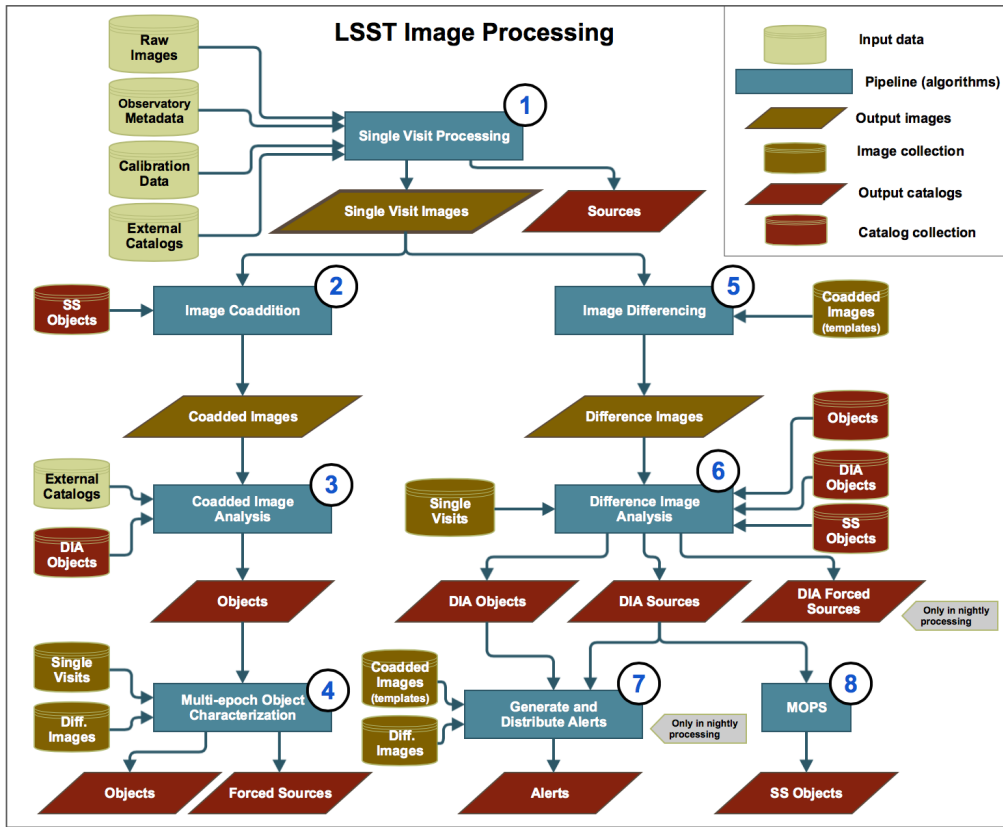 LSST Image Processing
Raw
Images
Observatory
Metadata
Calibration
Data
External
Catalogs
1
Single Visit Processing
Single Visit Images
Sources
Input data
Pipeline (algorithms)
Output images
Image collection
Output catalogs
Catalog collection
SS
Objects
2
Image Coaddition
5
Image Differencing
Coadded
Images
(templates)
Coadded Images
Difference Images
Objects
External
Catalogs
DIA
Objects
3
Coadded Image
Analysis
Single
Visits
6
Difference Image
Analysis
DIA
Objects
SS
Objects
Objects
DIA Objects
DIA Sources
DIA Forced
Sources
Only in nightly
processing
Single
Visits
Diff.
Images
4
Multi-epoch Object
Characterization
Coadded
Images
(templates)
Diff.
Images
7
Generate and
Distribute Alerts
Only in nightly
processing
8
MOPS
Objects
Forced Sources
Alerts
SS Objects